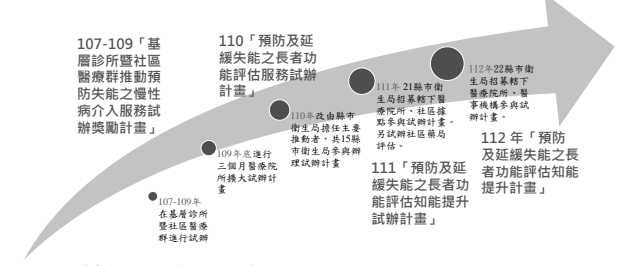 107-109「基
層診所暨社區
醫療群推動預
防失能之慢性
病介入服務試
辦獎勵計畫」
110「預防及延
緩失能之長者功
能評估服務試辦
計畫」
107-109年
在基層診所
暨社區醫療
群進行試辦
109年底進行
三個月醫療院
所擴大試辦計
畫
110年改由縣市
衛生局擔任主要
推動者，共15縣
市衛生局參與辦
理試辦計畫
111年 21縣市衛
生局招募轄下醫
療院所、社區據
點參與試辦計畫。
另試辦社區藥局
評估。
111「預防及延
緩失能之長者功
能評估知能提升
試辦計畫」
112年22縣市衛
生局招募轄下
醫療院所、醫
事機構參與試
辦計畫。
112 年「預防
及延緩失能之長
者功能評估知能
提升計畫」